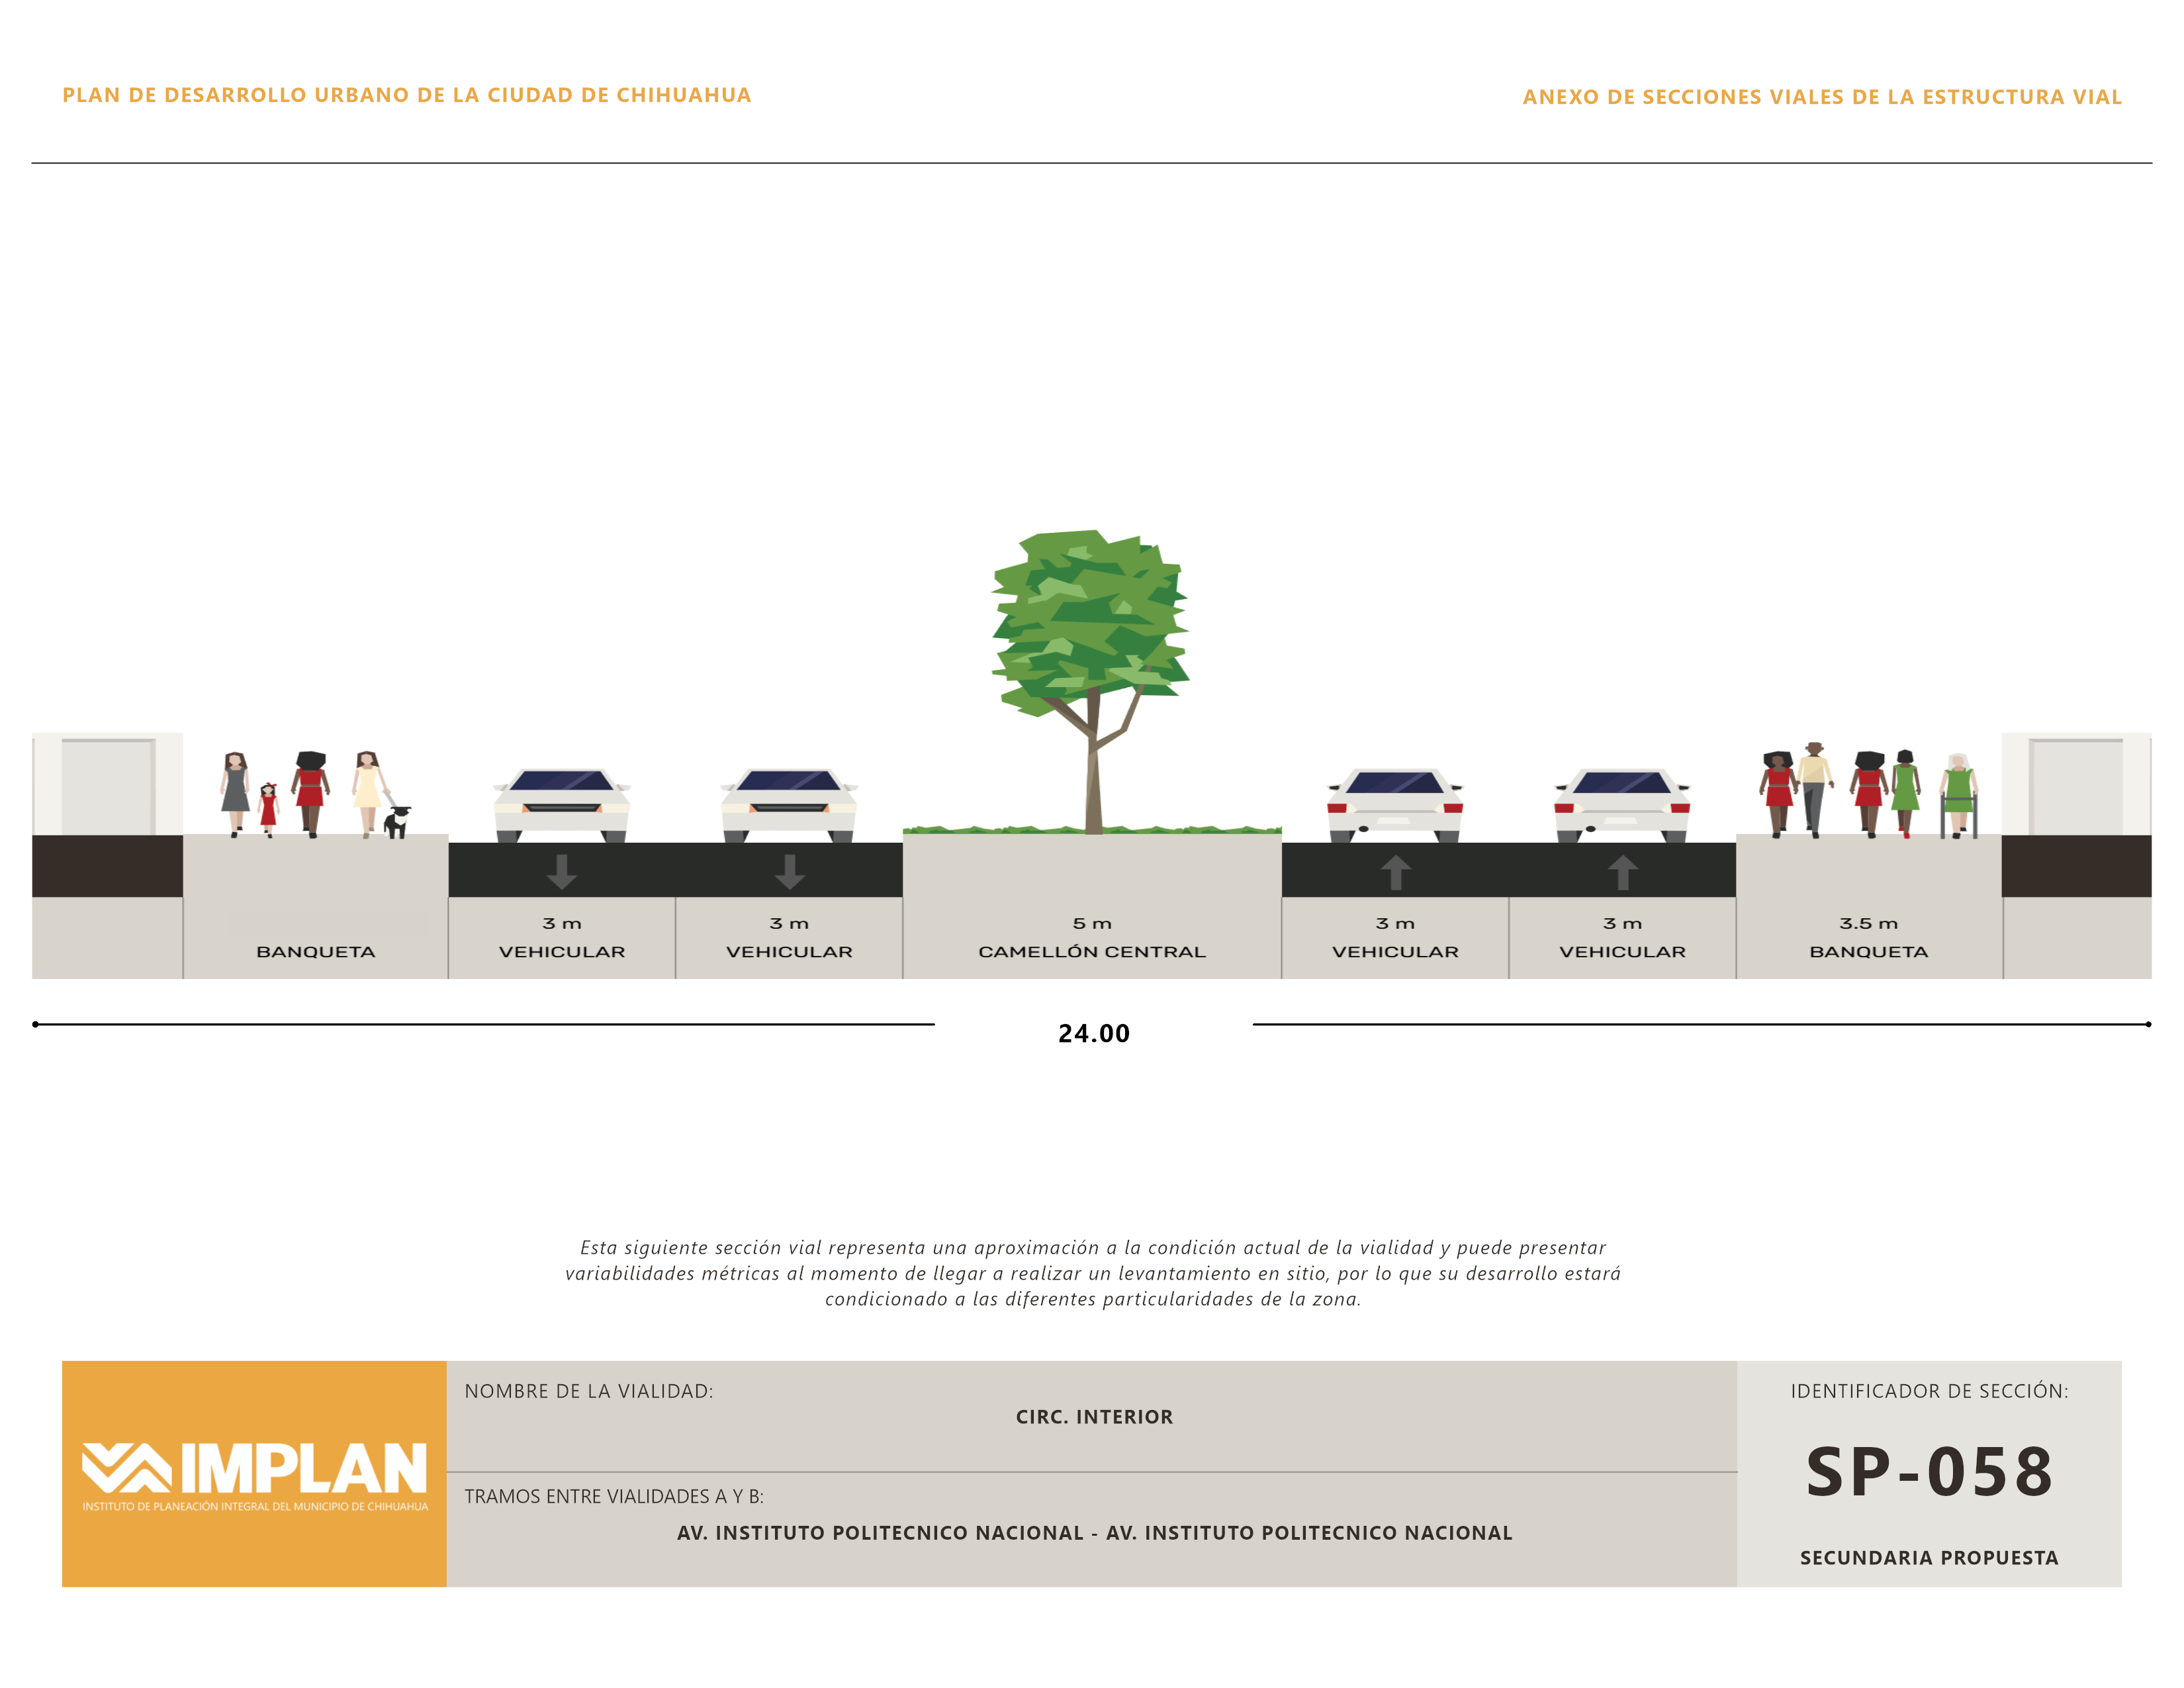 PLAN DE DESARROLLO URBANO DE LA CIUDAD DE CHIHUAHUA
ANEXO DE SECCIONES VIALES DE LA ESTRUCTURA VIAL
BANQUETA
3 m
VEHICULAR
3 m
VEHICULAR
5 m
CAMELLÓN CENTRAL
3 m
VEHICULAR
3 m
VEHICULAR
3.5 m
BANQUETA
24.00
Esta siguiente sección vial representa una aproximación a la condición actual de la vialidad y puede presentar
variabilidades métricas al momento de llegar a realizar un levantamiento en sitio, por lo que su desarrollo estará
condicionado a las diferentes particularidades de la zona.
IMPLAN
INSTITUTO DE PLANEACIÓN INTEGRAL DEL MUNICIPIO DE CHIHUAHUA
NOMBRE DE LA VIALIDAD:
CIRC. INTERIOR
TRAMOS ENTRE VIALIDADES A Y B:
AV. INSTITUTO POLITECNICO NACIONAL - AV. INSTITUTO POLITECNICO NACIONAL
IDENTIFICADOR DE SECCIÓN:
SP-058
SECUNDARIA PROPUESTA